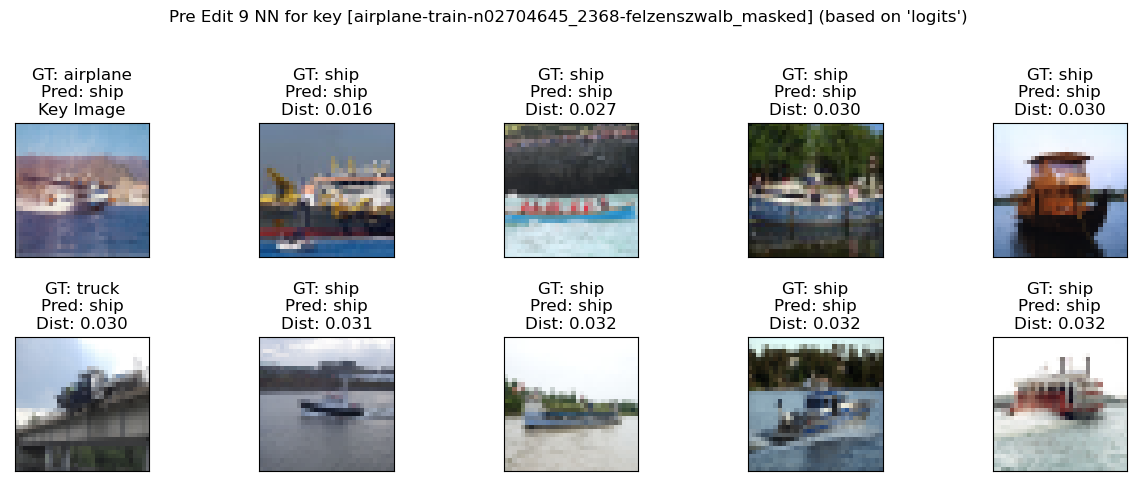 Pre Edit 9 NN for key [airplane-train-n02704645_2368-felzenszwalb_masked] (based on 'logits')
GT: airplane
Pred: ship
Key Image
GT: ship
Pred: ship
Dist: 0.016
GT: ship
Pred: ship
Dist: 0.027
GT: ship
Pred: ship
Dist: 0.030
GT: ship
Pred: ship
Dist: 0.030
GT: truck
Pred: ship
Dist: 0.030
GT: ship
Pred: ship
Dist: 0.031
GT: ship
Pred: ship
Dist: 0.032
GT: ship
Pred: ship
Dist: 0.032
GT: ship
Pred: ship
Dist: 0.032